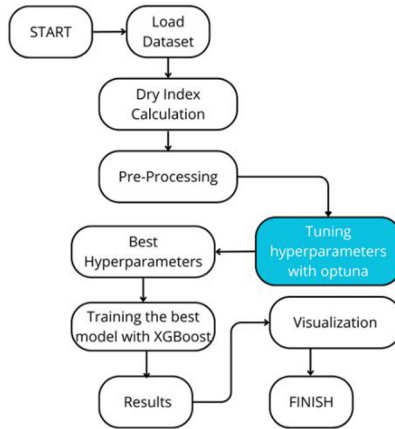 START
Load
Dataset
Dry Index
Calculation
Pre-Processing
Tuning
hyperparameters
with optuna
Best
Hyperparameters
Training the best
model with XGBoost
Results
Visualization
FINISH